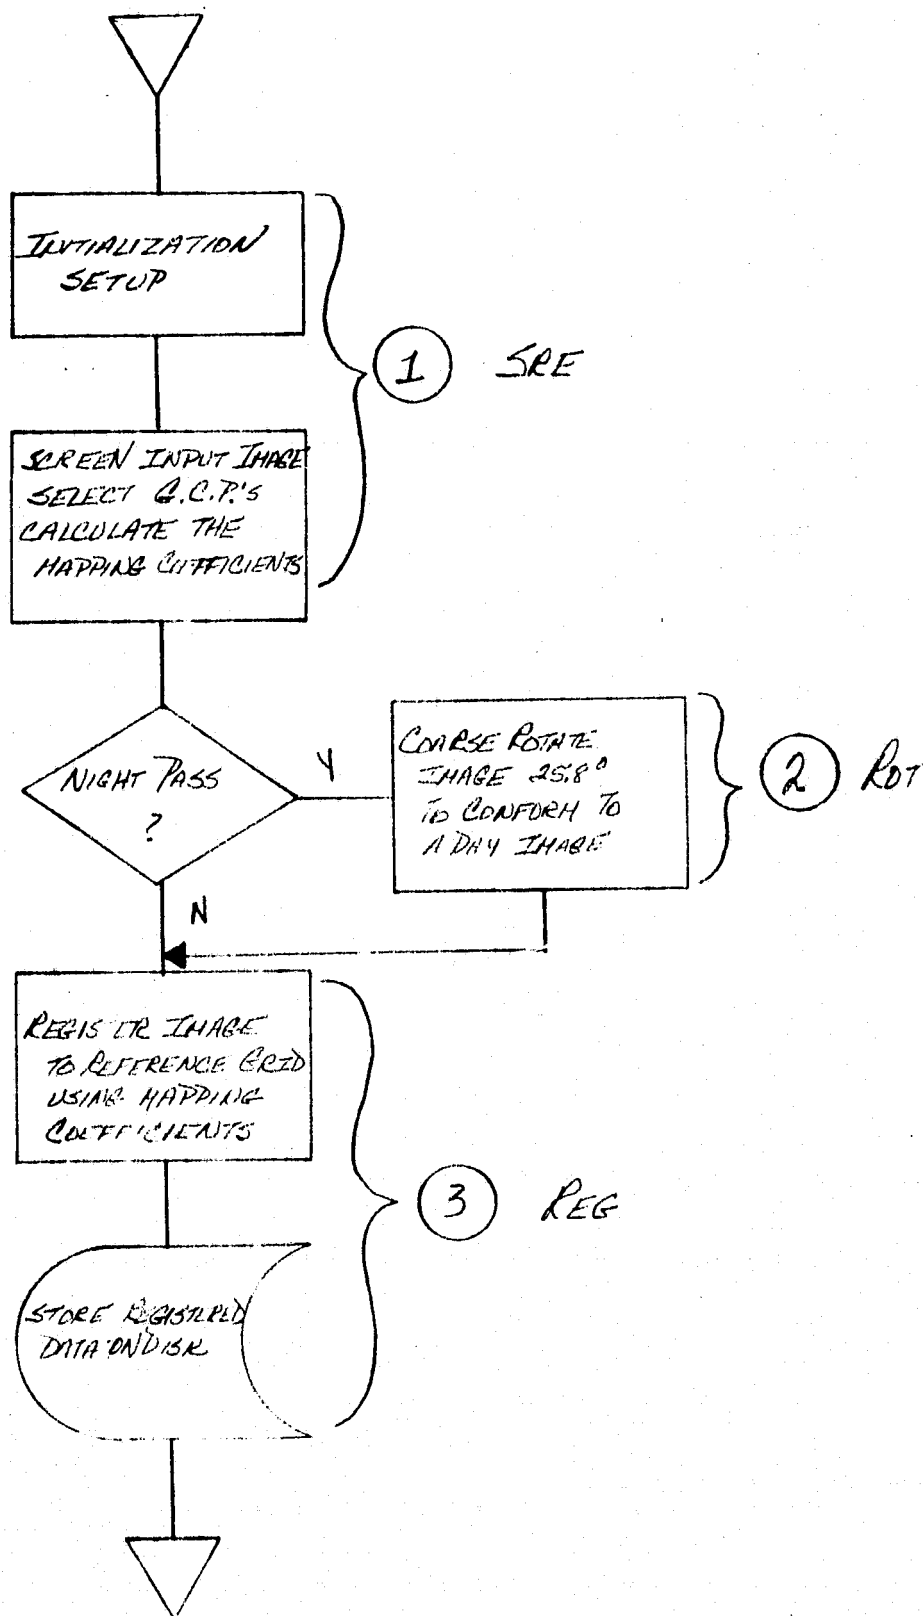 INITIALIZATION
SETUP
1 SRE
SCREEN INPUT IMAGE
SELECT G.C.P.'S
CALCULATE THE
MAPPING COEFFICIENTS
NIGHT PASS
?
Y
N
COARSE ROTATE
IMAGE 25.8°
TO CONFORM TO
A DAY IMAGE
2 ROT
REGISTER IMAGE
TO REFERENCE GRID
USING MAPPING
COEFFICIENTS
3 REG
STORE REGISTERED
DATA ON DISK